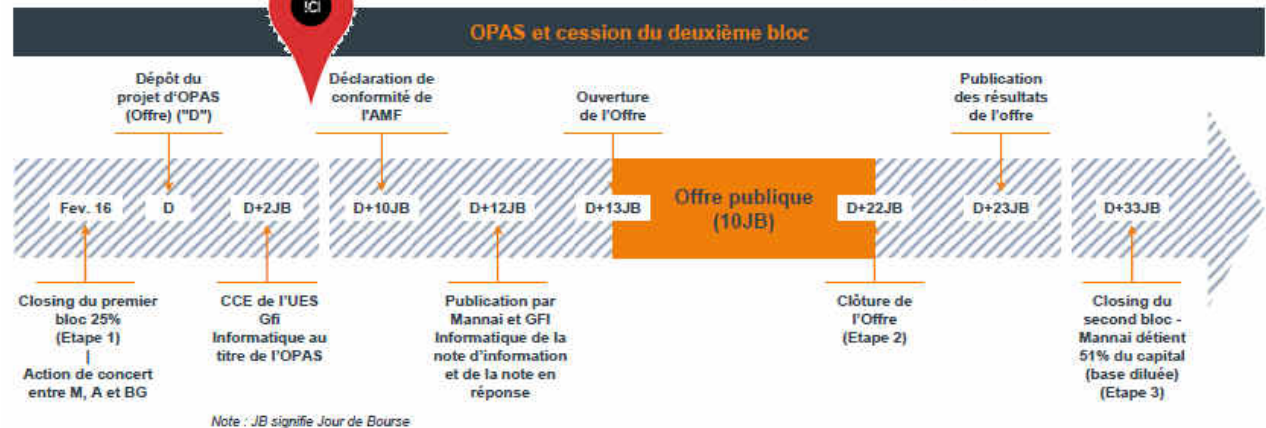 ICI
OPAS et cession du deuxième bloc
Dépôt du
projet d'OPAS
(Offre) ("D")
Déclaration de
conformité de
l'AMF
Ouverture
de l'Offre
Publication
des résultats
de l'offre
Fev. 16
D
D+2JB
D+10JB
D+12JB
D+13JB
Offre publique
(10JB)
D+22JB
D+23JB
D+33JB
Closing du premier
bloc 25%
(Etape 1)
|
Action de concert
entre M, A et BG
CCE de l'UES
Gfi
Informatique au
titre de l'OPAS
Publication par
Mannai et GFI
Informatique de la
note d'information
et de la note en
réponse
Clôture de
l'Offre
(Etape 2)
Closing du
second bloc -
Mannai détient
51% du capital
(base diluée)
(Etape 3)
Note : JB signifie Jour de Bourse